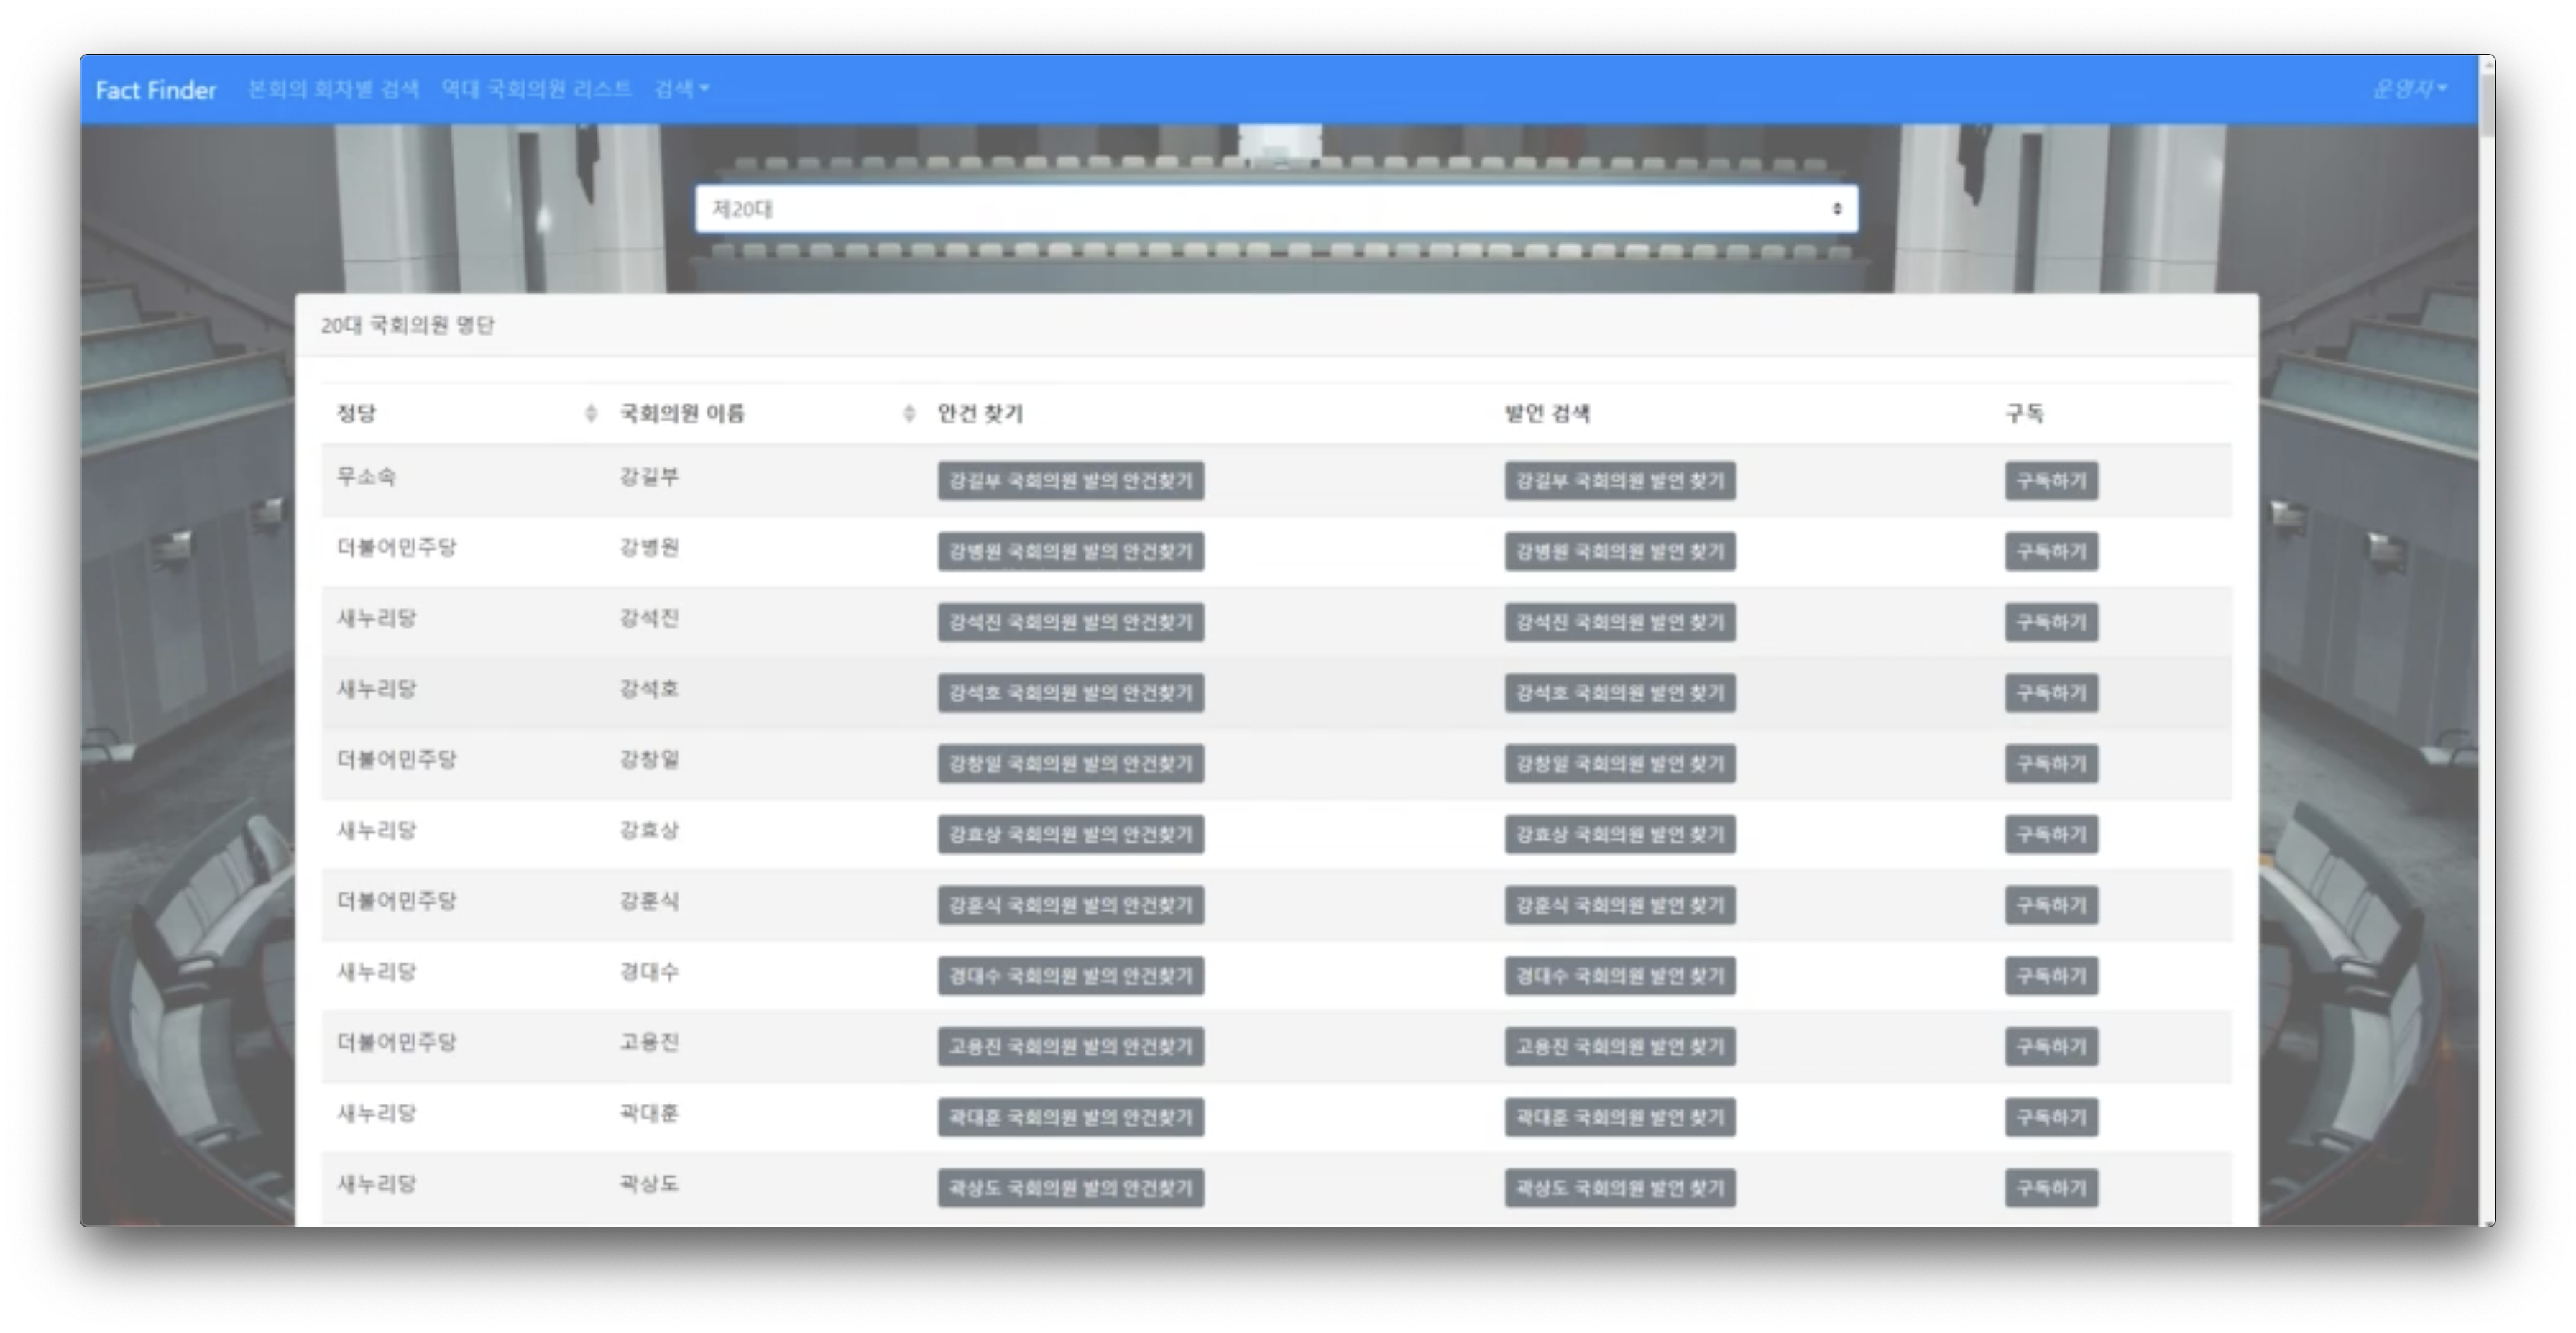 Fact Finder 본회의 회차별 검색 역대 국회의원 리스트 검색 운영자
제20대
20대 국회의원 명단
정당 국회의원 이름 안건 찾기 발언 검색 구독
무소속 강길부 강길부 국회의원 발의 안건찾기 강길부 국회의원 발언 찾기 구독하기
더불어민주당 강병원 강병원 국회의원 발의 안건찾기 강병원 국회의원 발언 찾기 구독하기
새누리당 강석진 강석진 국회의원 발의 안건찾기 강석진 국회의원 발언 찾기 구독하기
새누리당 강석호 강석호 국회의원 발의 안건찾기 강석호 국회의원 발언 찾기 구독하기
더불어민주당 강창일 강창일 국회의원 발의 안건찾기 강창일 국회의원 발언 찾기 구독하기
새누리당 강효상 강효상 국회의원 발의 안건찾기 강효상 국회의원 발언 찾기 구독하기
더불어민주당 강훈식 강훈식 국회의원 발의 안건찾기 강훈식 국회의원 발언 찾기 구독하기
새누리당 경대수 경대수 국회의원 발의 안건찾기 경대수 국회의원 발언 찾기 구독하기
더불어민주당 고용진 고용진 국회의원 발의 안건찾기 고용진 국회의원 발언 찾기 구독하기
새누리당 곽대훈 곽대훈 국회의원 발의 안건찾기 곽대훈 국회의원 발언 찾기 구독하기
새누리당 곽상도 곽상도 국회의원 발의 안건찾기 곽상도 국회의원 발언 찾기 구독하기